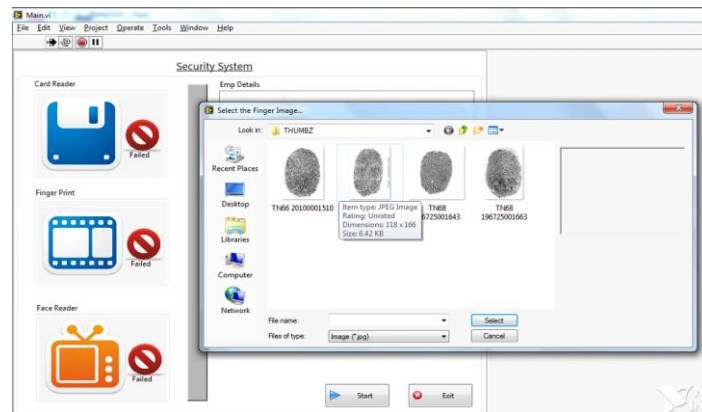 Main.vi
File Edit View Project Operate Tools Window Help
Security System
Card Reader
Emp Details
Failed
Finger Print
Failed
Face Reader
Failed
Select the Finger Image...
Look in: THUMBZ
Recent Places
Desktop
Libraries
Computer
Network
TN66 20100001510
TN68
TN68
196725001663
Item type: JPEG Image
Rating: Unrated
Dimensions: 118 x 166
Size: 6.42 KB
File name:
Select
Files of type: Image (*.jpg)
Cancel
Start
Exit